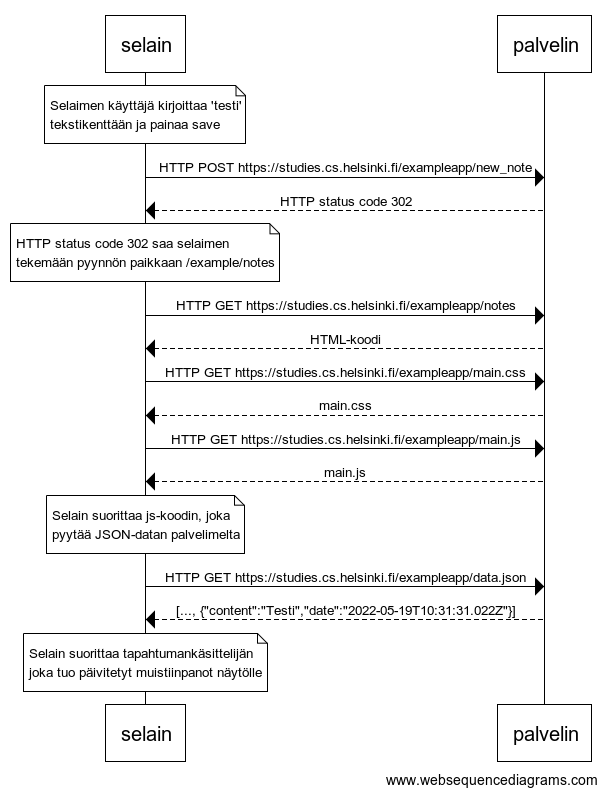 selain
palvelin
Selaimen käyttäjä kirjoittaa 'testi'
tekstikenttään ja painaa save
HTTP POST https://studies.cs.helsinki.fi/exampleapp/new_note
HTTP status code 302
HTTP status code 302 saa selaimen
tekemään pyynnön paikkaan /example/notes
HTTP GET https://studies.cs.helsinki.fi/exampleapp/notes
HTML-koodi
HTTP GET https://studies.cs.helsinki.fi/exampleapp/main.css
main.css
HTTP GET https://studies.cs.helsinki.fi/exampleapp/main.js
main.js
Selain suorittaa js-koodin, joka
pyytää JSON-datan palvelimelta
HTTP GET https://studies.cs.helsinki.fi/exampleapp/data.json
[..., {"content":"Testi","date":"2022-05-19T10:31:31.022Z"}]
Selain suorittaa tapahtumankäsittelijän
joka tuo päivitetyt muistiinpanot näytölle
selain
palvelin
www.websequencediagrams.com